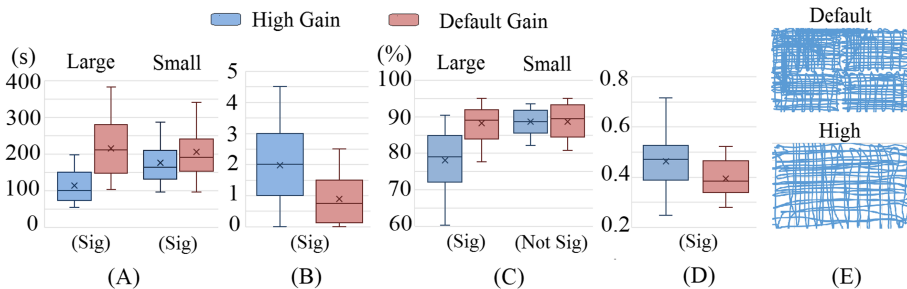 High Gain Default Gain
Default
(s) Large Small
(%) Large Small
400
300
200
100
0
(Sig) (Sig)
(A)
5
4
3
2
1
0
(Sig)
(B)
100
90
80
70
60
(Sig) (Not Sig)
(C)
0.8
0.6
0.4
0.2
(Sig)
(D)
High
(E)